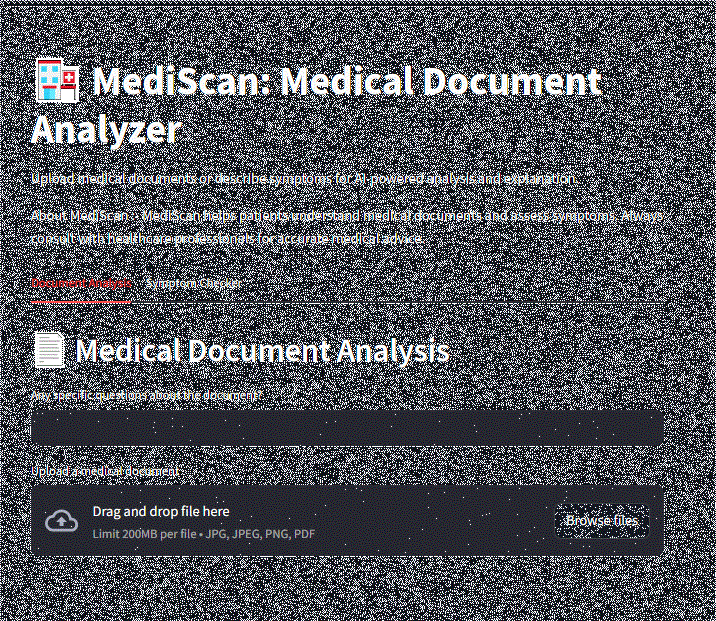 MediScan: Medical Document
Analyzer
Upload medical documents or describe symptoms for AI-powered analysis and explanation.
About MediScan - MediScan helps patients understand medical documents and assess symptoms. Always
consult with healthcare professionals for accurate medical advice.
Document Analysis Symptom Checker
Medical Document Analysis
Any specific questions about the document?
Upload a medical document
Drag and drop file here
Limit 200MB per file • JPG, JPEG, PNG, PDF
Browse files